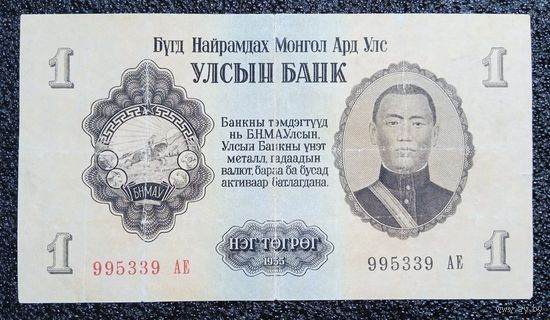 Бүгд Найрамдах Монгол Ард Улс
УЛСЫН БАНК
1
1
Банкны тэмдэгтүүд
нь Б.Н.М.А.Улсын,
Улсын Банкны үнэт
металл, гадаадын
валют, бараа ба бусад
активаар батлагдана.
БНМАУ
НЭГ ТӨГРӨГ
1955
1
995339 АЕ
995339 АЕ
1